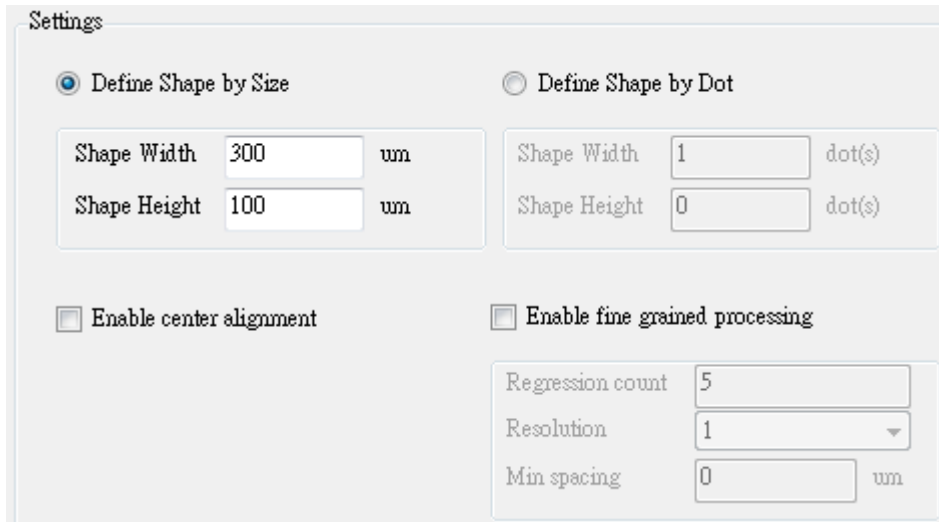 Settings
Define Shape by Size
Define Shape by Dot
Shape Width 300 um
Shape Height 100 um
Shape Width 1 dot(s)
Shape Height 0 dot(s)
Enable center alignment
Enable fine grained processing
Regression count 5
Resolution 1
Min spacing 0 um